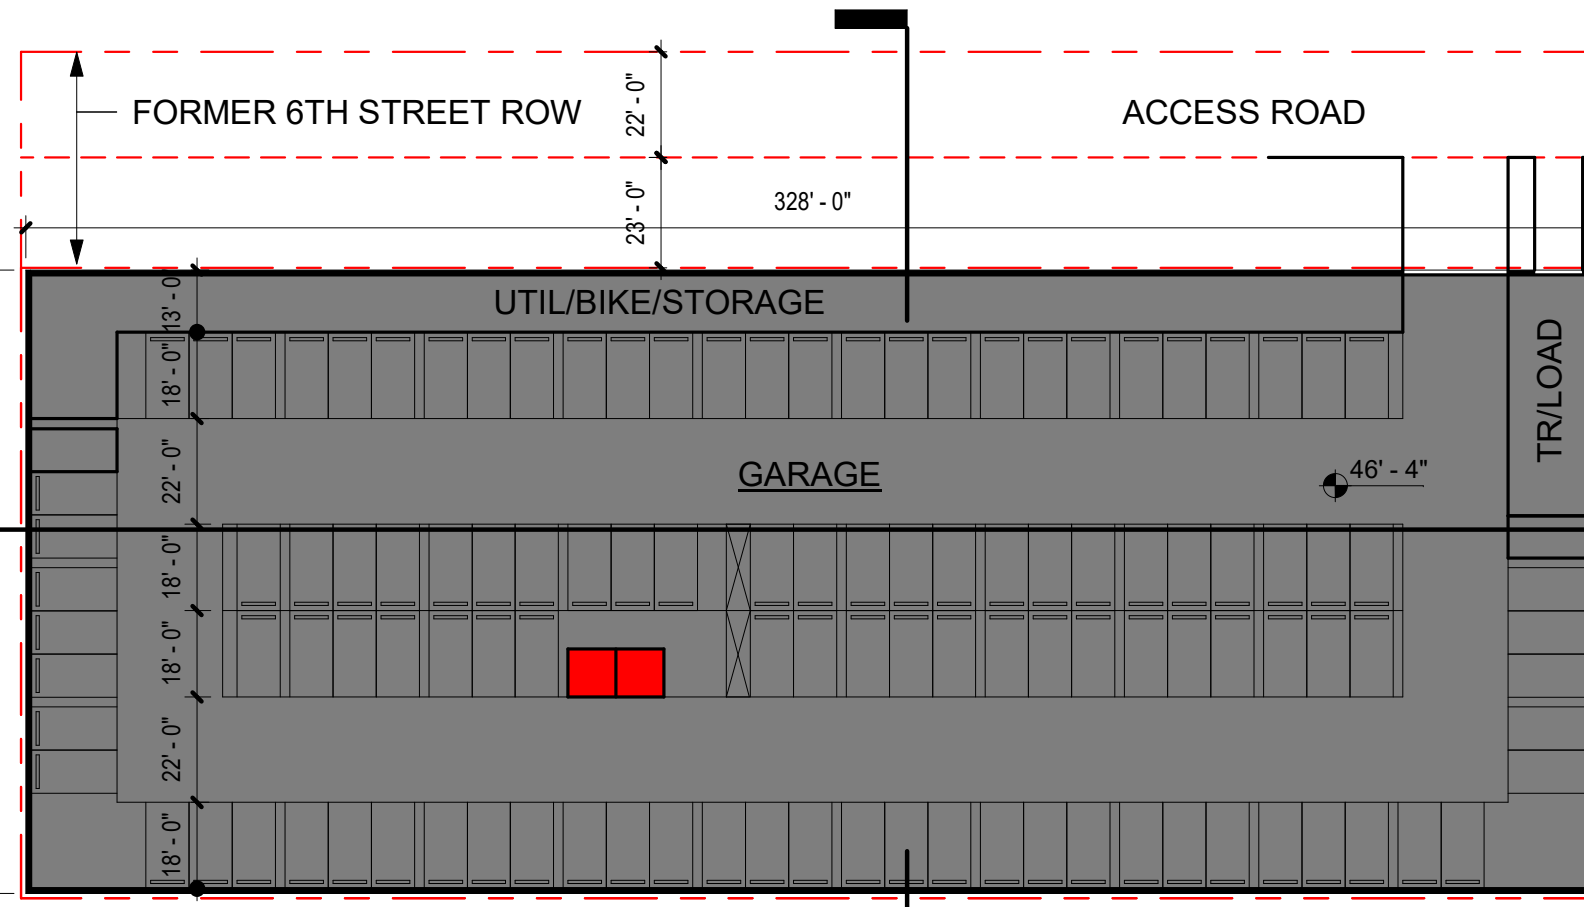 FORMER 6TH STREET ROW
22' - 0"
ACCESS ROAD
23' - 0"
328' - 0"
13' - 0"
UTIL/BIKE/STORAGE
18' - 0"
TR/LOAD
22' - 0"
GARAGE
46' - 4"
18' - 0"
18' - 0"
22' - 0"
18' - 0"